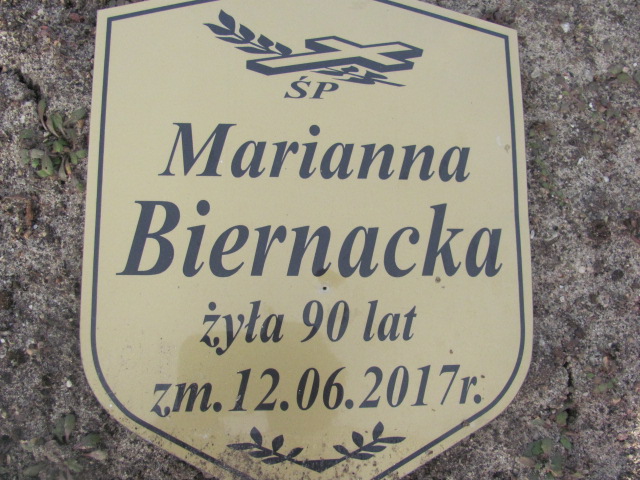 ŚP
Marianna
Biernacka
żyła 90 lat
zm. 12.06.2017r.